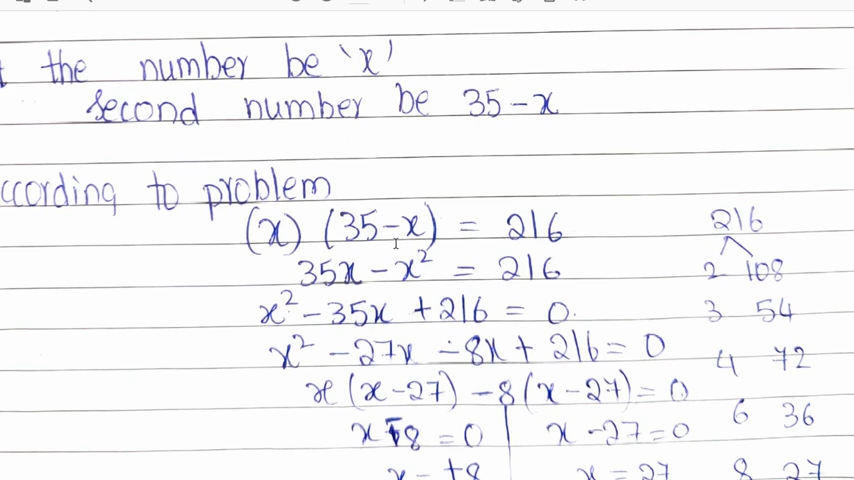 the number be 'x'
second number be 35-x
ccording to problem
(x) (35-x) = 216
35x - x² = 216
x² - 35x + 216 = 0.
x² - 27x - 8x + 216 = 0
x (x-27) - 8 (x-27) = 0
x - 8 = 0 | x - 27 = 0
x = +8 | x = 27
216
2 108
3 54
4 72
6 36
8 27